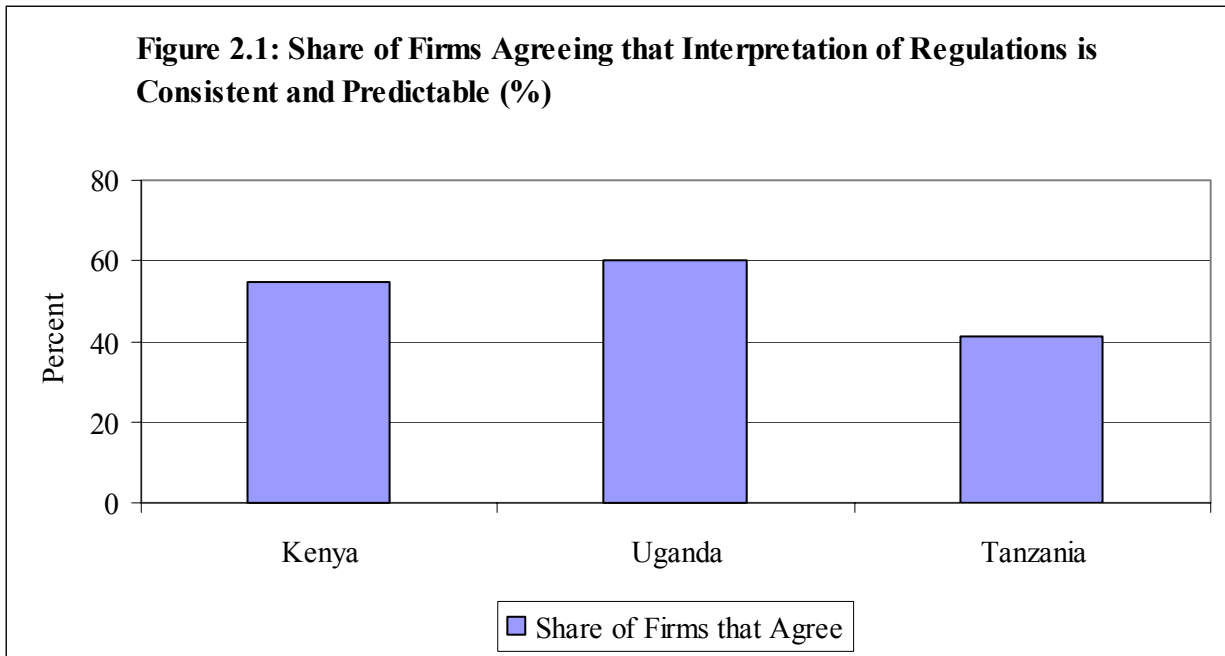 Figure 2.1: Share of Firms Agreeing that Interpretation of Regulations is
Consistent and Predictable (%)
80
60
40
20
0
Percent
Kenya Uganda Tanzania
Share of Firms that Agree